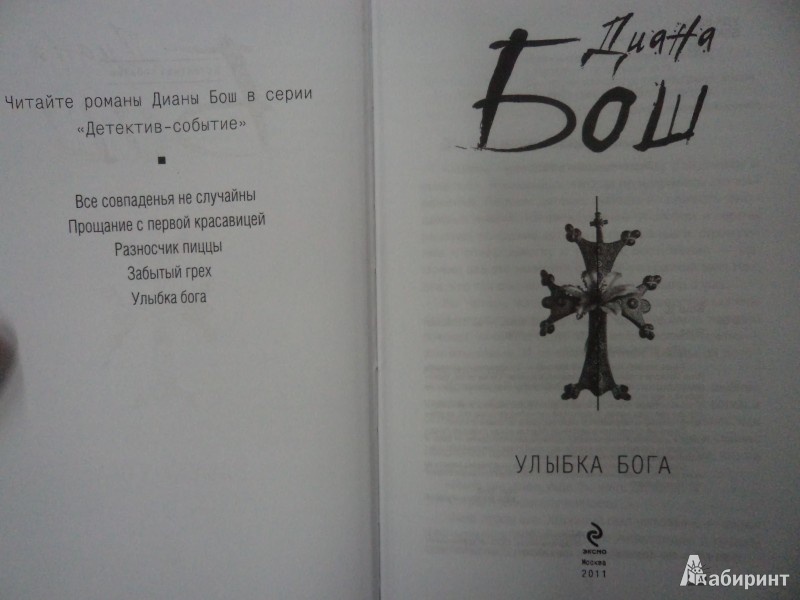 Читайте романы Дианы Бош в серии
«Детектив-событие»
Все совпаденья не случайны
Прощание с первой красавицей
Разносчик пиццы
Забытый грех
Улыбка бога
Диана
Бош
УЛЫБКА БОГА
эксмо
Москва
2011
Лабиринт